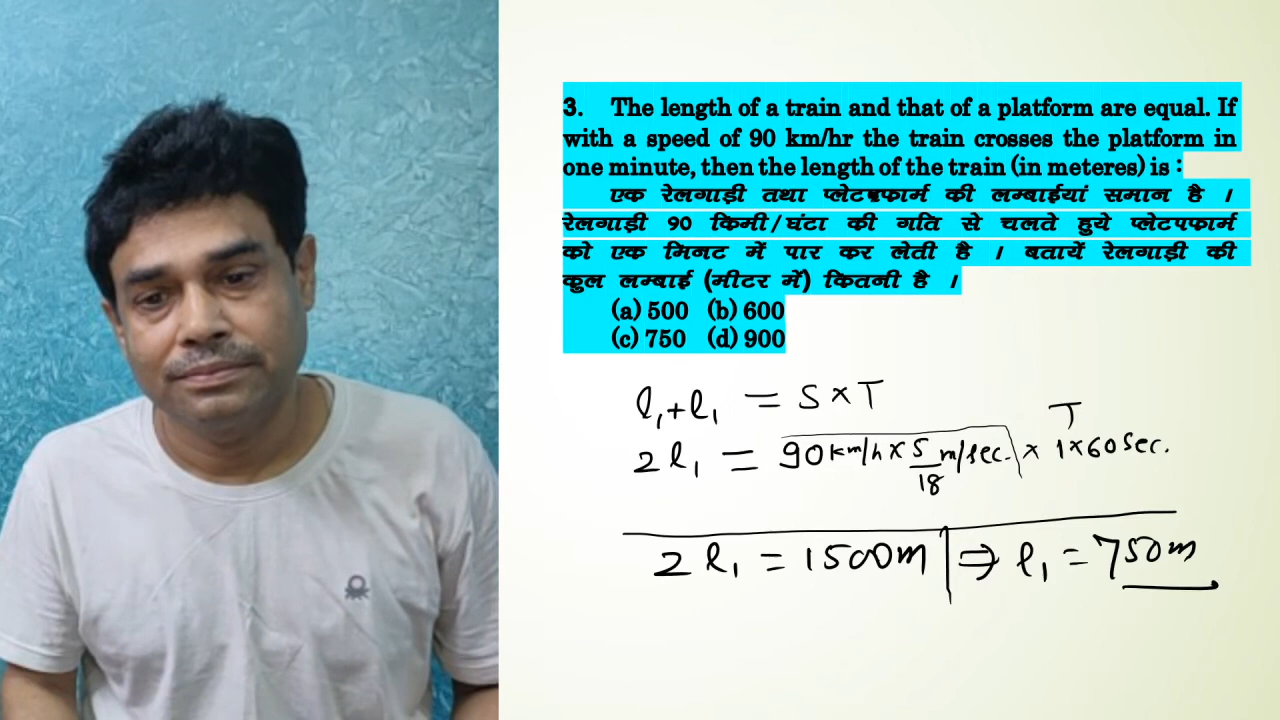 3. The length of a train and that of a platform are equal. If
with a speed of 90 km/hr the train crosses the platform in
one minute, then the length of the train (in meteres) is :
एक रेलगाड़ी तथा प्लेटफार्म की लम्बाईयां समान है ।
रेलगाड़ी 90 किमी/घंटा की गति से चलते हुये प्लेटपफार्म
को एक मिनट में पार कर लेती है । बतायें रेलगाड़ी की
कुल लम्बाई (मीटर में) कितनी है ।
(a) 500 (b) 600
(c) 750 (d) 900
l₁+l₁ = S×T
T
2l₁ = 90km/h×5/18 m/sec. × 1×60sec.
2l₁ = 1500m ⇒ l₁ = 750m